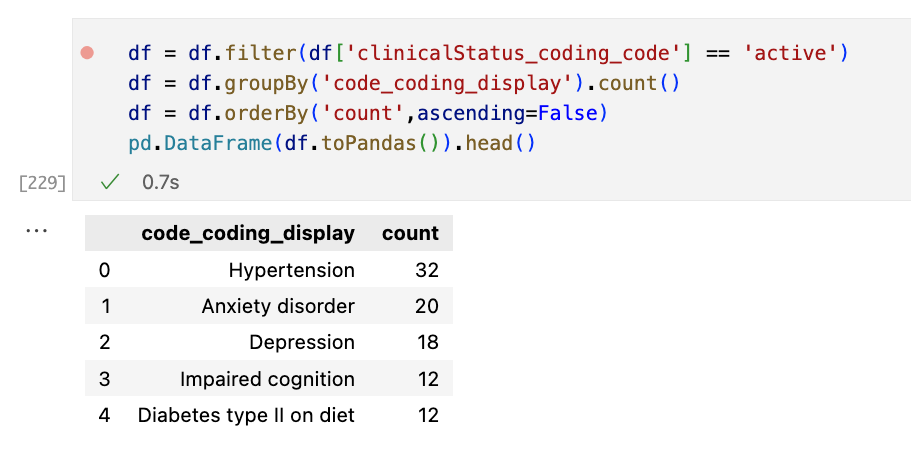 df = df.filter(df['clinicalStatus_coding_code'] == 'active')
df = df.groupBy('code_coding_display').count()
df = df.orderBy('count',ascending=False)
pd.DataFrame(df.toPandas()).head()
[229] ✓ 0.7s
...
code_coding_display count
0 Hypertension 32
1 Anxiety disorder 20
2 Depression 18
3 Impaired cognition 12
4 Diabetes type II on diet 12